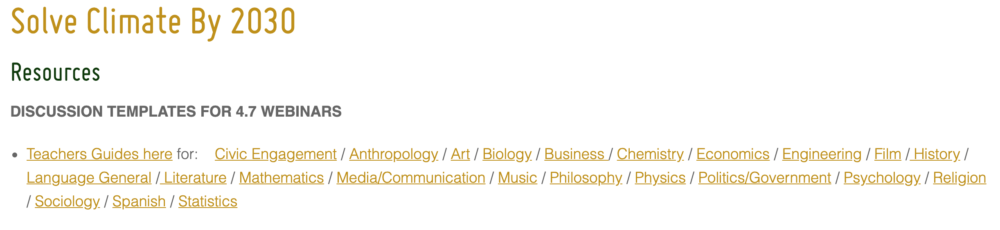 Solve Climate By 2030
Resources
DISCUSSION TEMPLATES FOR 4.7 WEBINARS
• Teachers Guides here for: Civic Engagement / Anthropology / Art / Biology / Business / Chemistry / Economics / Engineering / Film / History /
Language General / Literature / Mathematics / Media/Communication / Music / Philosophy / Physics / Politics/Government / Psychology / Religion
/ Sociology / Spanish / Statistics